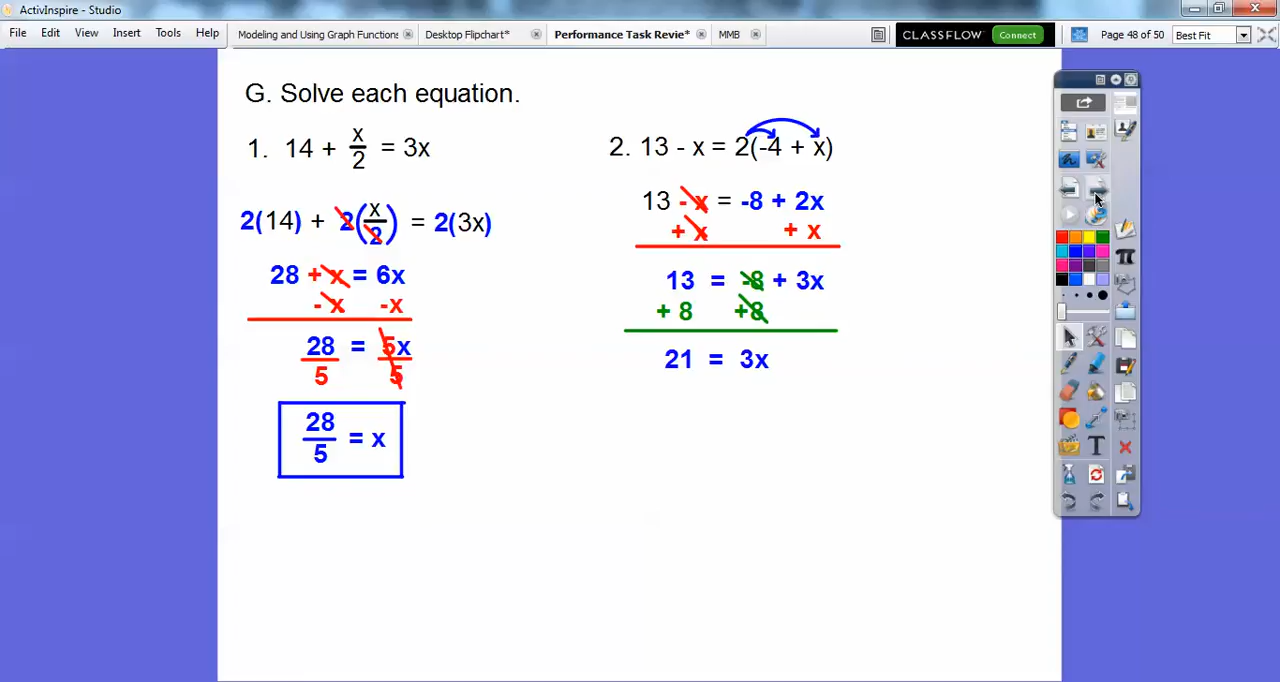 ActivInspire - Studio
File Edit View Insert Tools Help
Modeling and Using Graph Functions Desktop Flipchart* Performance Task Revie* MMB
CLASSFLOW Connect
Page 48 of 50 Best Fit
G. Solve each equation.
1. 14 + x/2 = 3x
2(14) + 2(x/2) = 2(3x)
28 + x = 6x
- x -x
28 = 5x
5 5
28/5 = x
2. 13 - x = 2(-4 + x)
13 - x = -8 + 2x
+ x + x
13 = -8 + 3x
+ 8 +8
21 = 3x